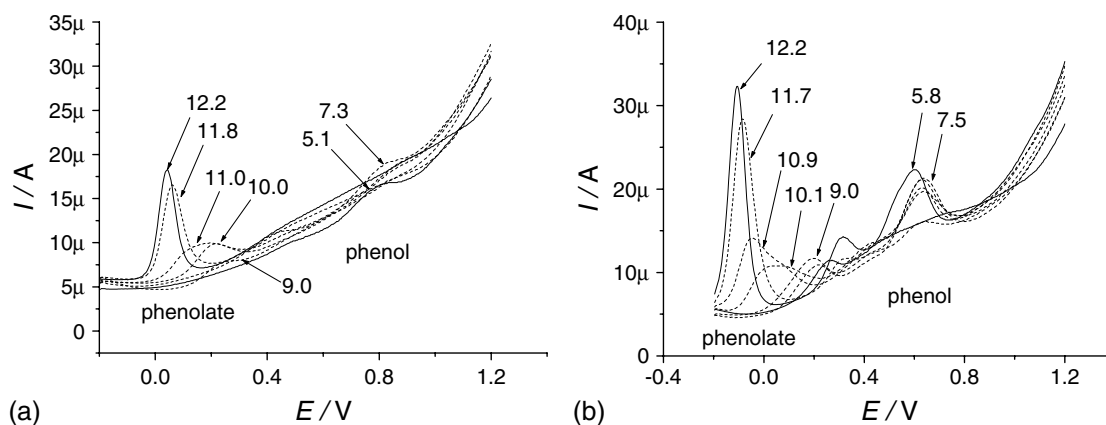 35µ
30µ
25µ
20µ
15µ
10µ
5µ
0
I / A
12.2
11.8
11.0
10.0
7.3
5.1
9.0
phenol
phenolate
0.0 0.4 0.8 1.2
(a)
E / V
40µ
30µ
20µ
10µ
0
I / A
12.2
11.7
10.9
10.1
9.0
5.8
7.5
phenol
phenolate
-0.4 0.0 0.4 0.8 1.2
(b)
E / V